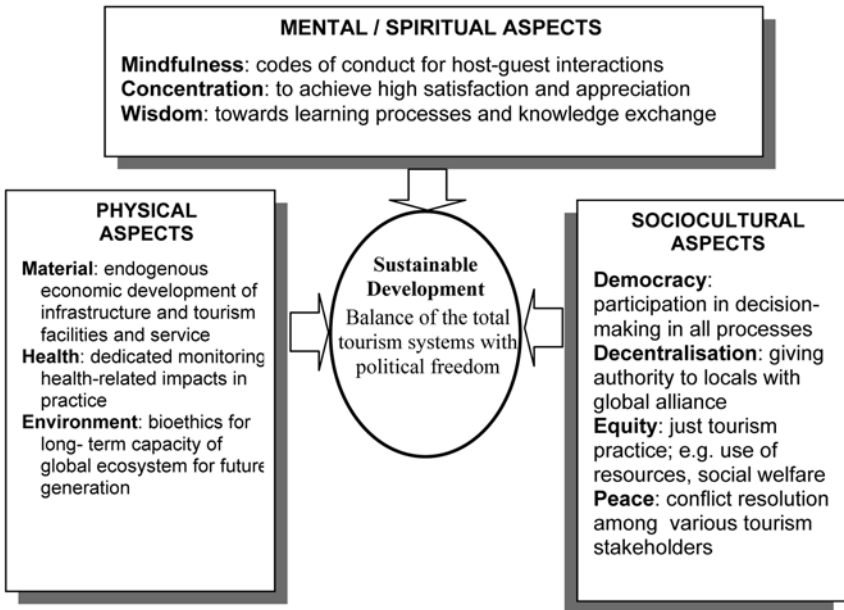 MENTAL / SPIRITUAL ASPECTS
Mindfulness: codes of conduct for host-guest interactions
Concentration: to achieve high satisfaction and appreciation
Wisdom: towards learning processes and knowledge exchange
PHYSICAL
ASPECTS
Material: endogenous
economic development of
infrastructure and tourism
facilities and service
Health: dedicated monitoring
health-related impacts in
practice
Environment: bioethics for
long- term capacity of
global ecosystem for future
generation
Sustainable
Development
Balance of the total
tourism systems with
political freedom
SOCIOCULTURAL
ASPECTS
Democracy:
participation in decision-
making in all processes
Decentralisation: giving
authority to locals with
global alliance
Equity: just tourism
practice; e.g. use of
resources, social welfare
Peace: conflict resolution
among various tourism
stakeholders